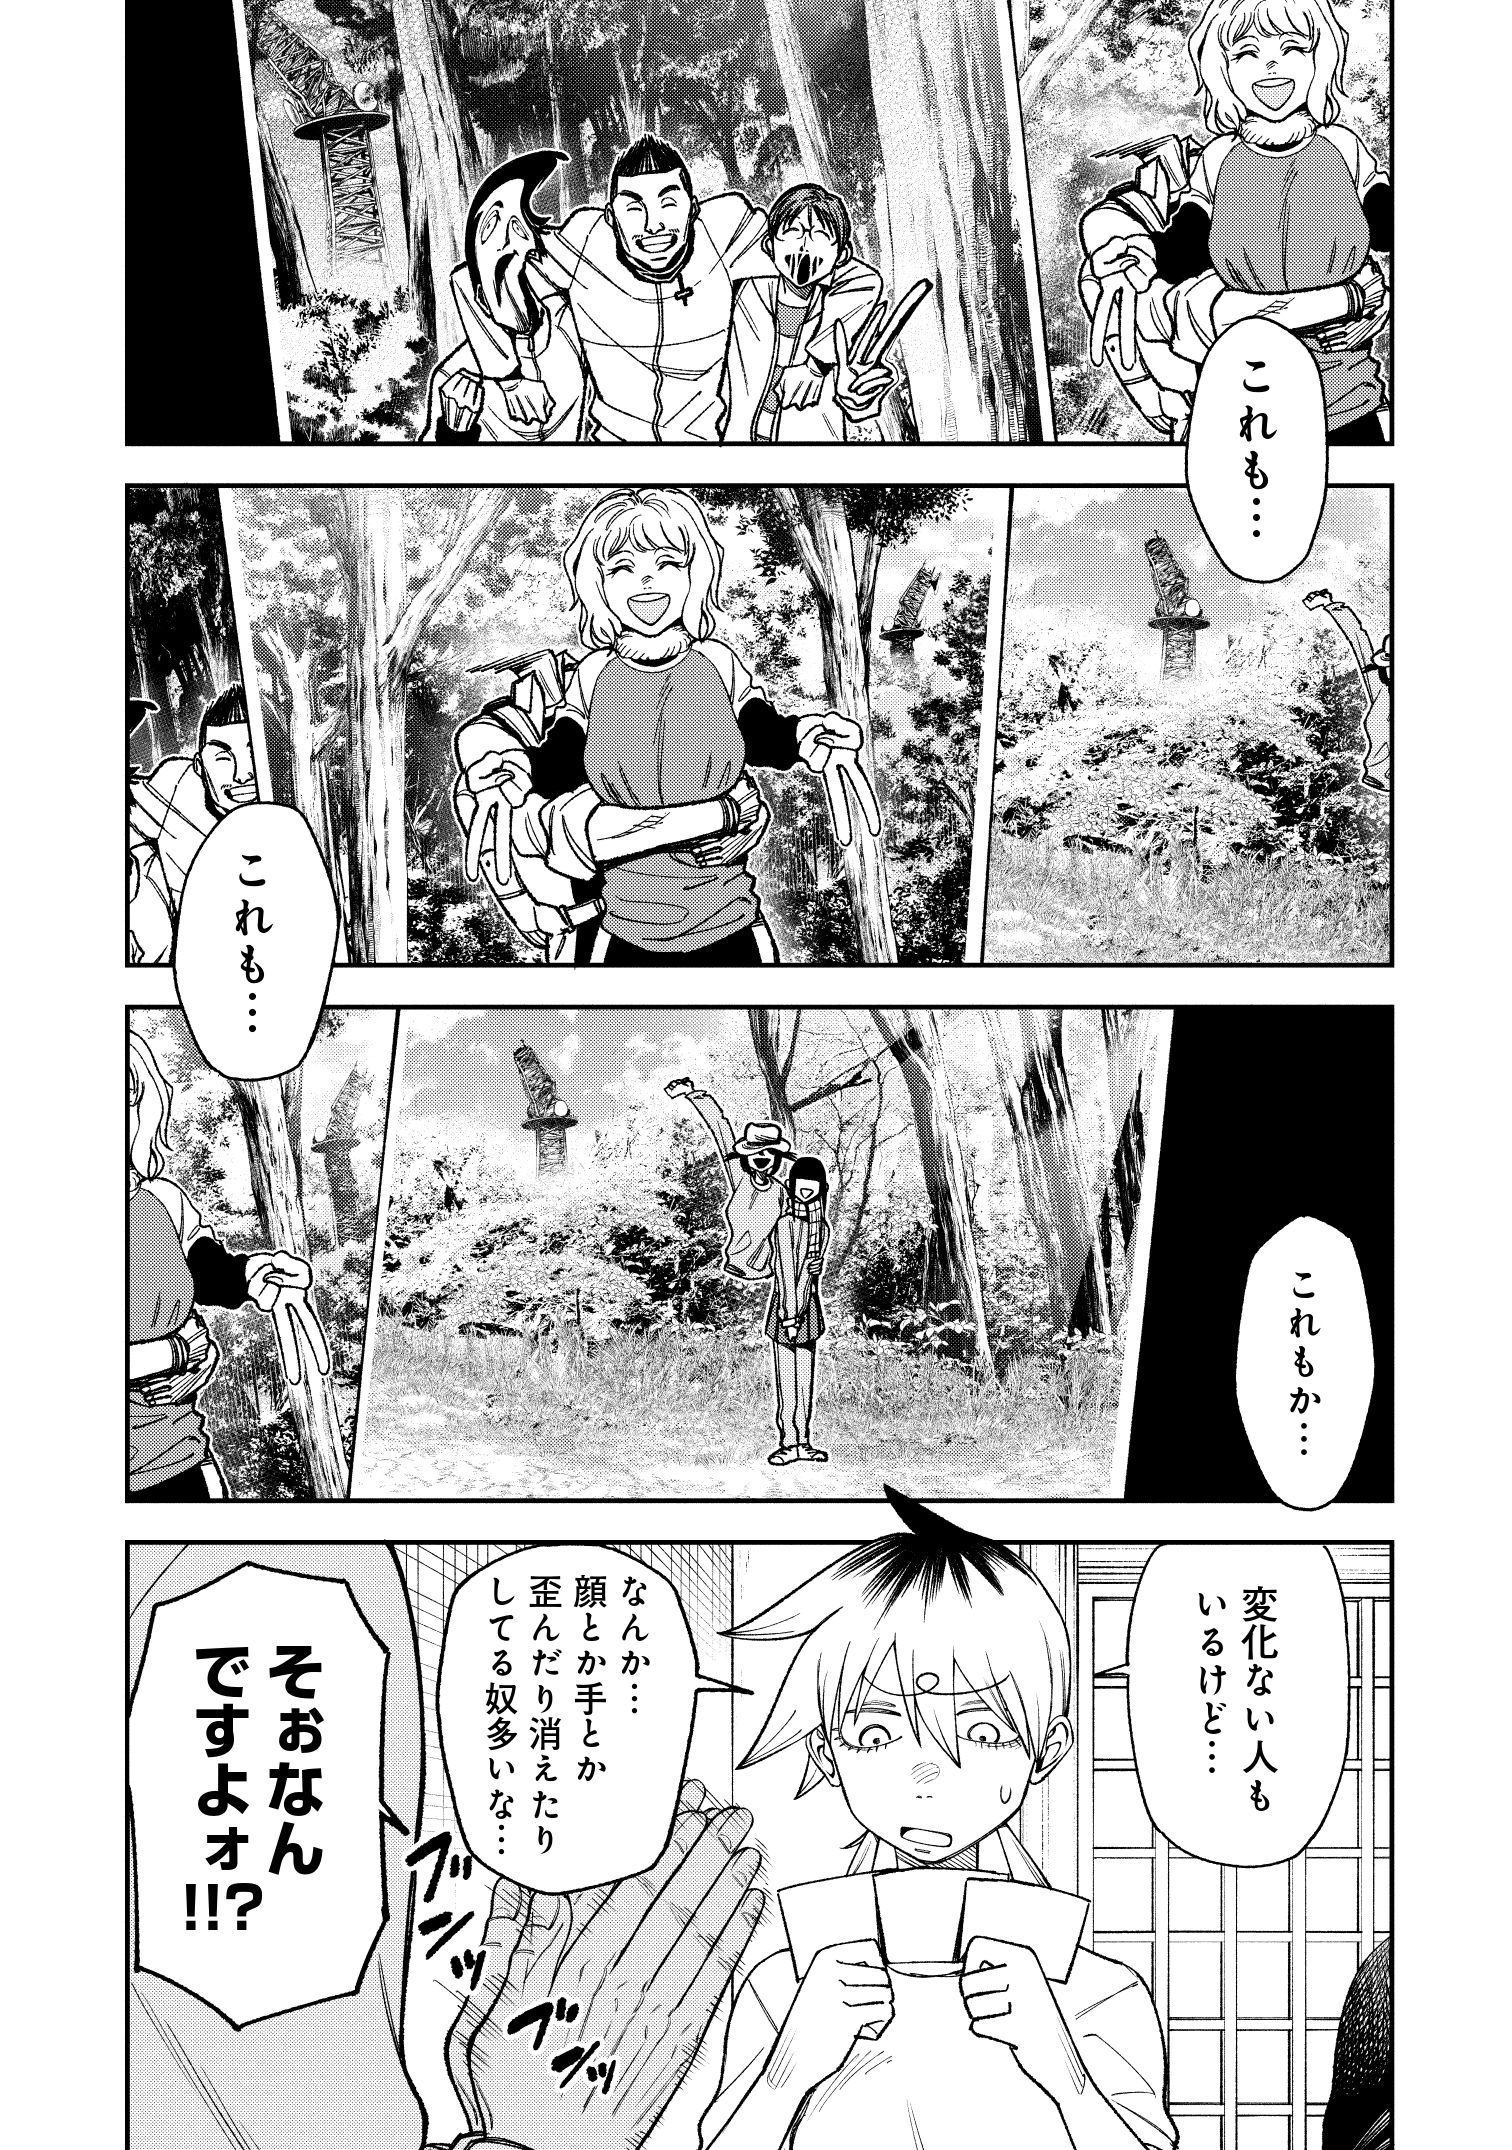 これも…
これも…
これもか…
変化ない人も
いるけど…
なんか…
顔とか手とか
歪んだり消えたり
してる奴多いな…
そぉなん
ですよォ!!?
ブンッ
ブンッ